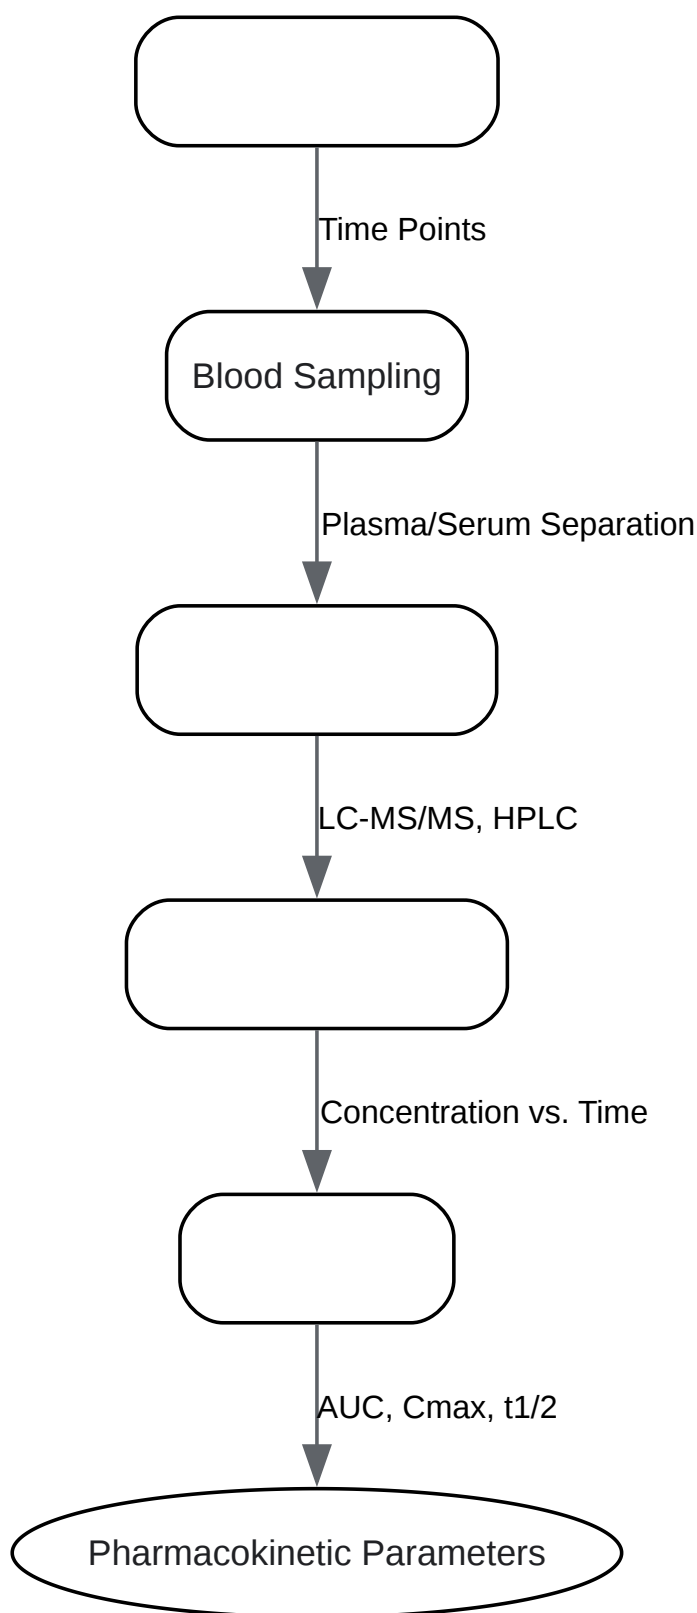 Time Points
Blood Sampling
Plasma/Serum Separation
LC-MS/MS, HPLC
Concentration vs. Time
AUC, Cmax, t1/2
Pharmacokinetic Parameters